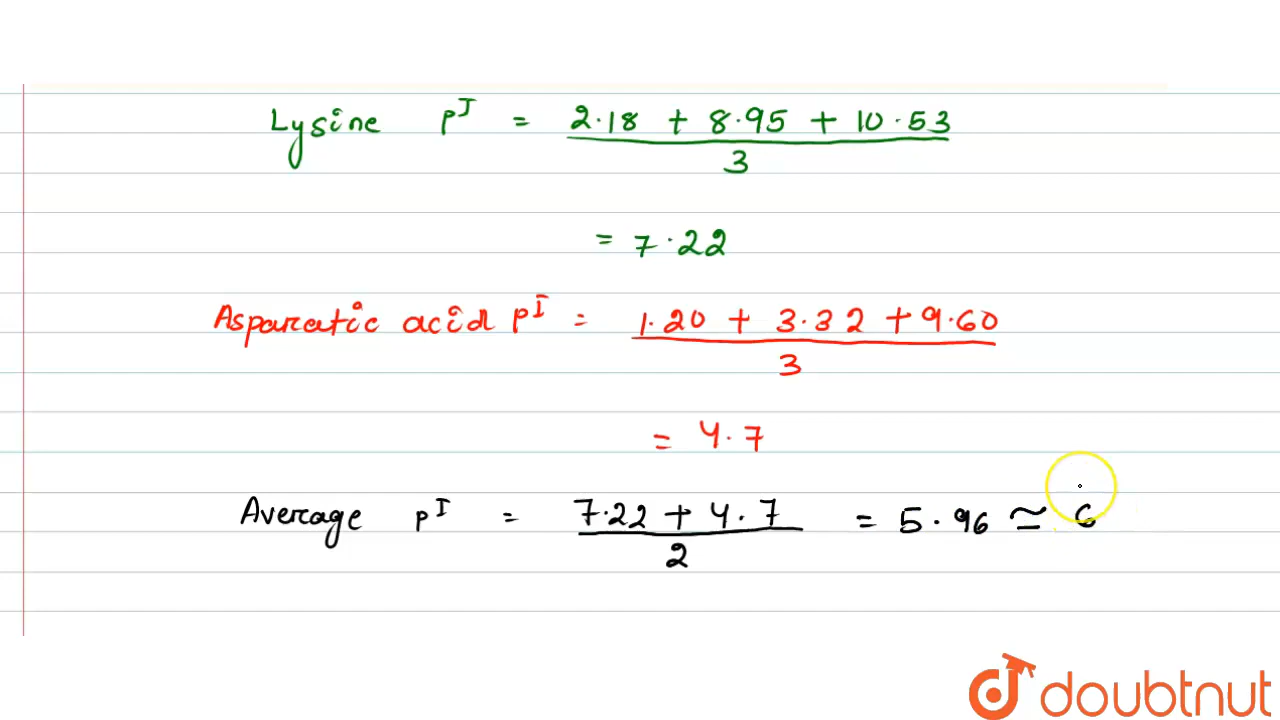 Lysine pI = 2.18 + 8.95 + 10.53
3
= 7.22
Asparatic acid pI = 1.20 + 3.32 + 9.60
3
= 4.7
Average pI = 7.22 + 4.7 = 5.96 ≃ 6
2
doubtnut